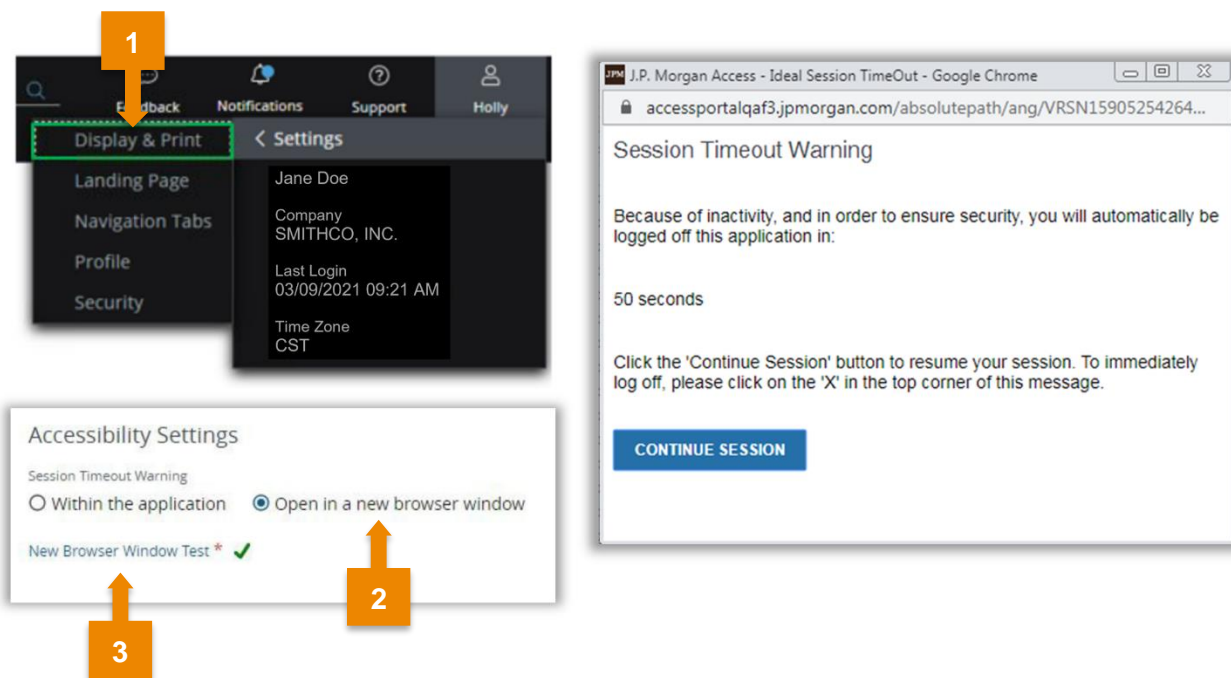 1
Feedback
Notifications
Support
Holly
Display & Print
Landing Page
Navigation Tabs
Profile
Security
< Settings
Jane Doe
Company
SMITHCO, INC.
Last Login
03/09/2021 09:21 AM
Time Zone
CST
Accessibility Settings
Session Timeout Warning
Within the application
Open in a new browser window
New Browser Window Test * ✓
2
3
JPM J.P. Morgan Access - Ideal Session TimeOut - Google Chrome
accessportalqaf3.jpmorgan.com/absolutepath/ang/VRSN15905254264...
Session Timeout Warning
Because of inactivity, and in order to ensure security, you will automatically be
logged off this application in:
50 seconds
Click the 'Continue Session' button to resume your session. To immediately
log off, please click on the 'X' in the top corner of this message.
CONTINUE SESSION